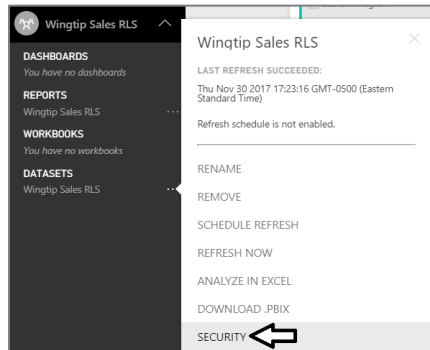 Wingtip Sales RLS
DASHBOARDS
You have no dashboards
REPORTS
Wingtip Sales RLS
WORKBOOKS
You have no workbooks
DATASETS
Wingtip Sales RLS
Wingtip Sales RLS
LAST REFRESH SUCCEEDED:
Thu Nov 30 2017 17:23:16 GMT-0500 (Eastern
Standard Time)
Refresh schedule is not enabled.
RENAME
REMOVE
SCHEDULE REFRESH
REFRESH NOW
ANALYZE IN EXCEL
DOWNLOAD .PBIX
SECURITY